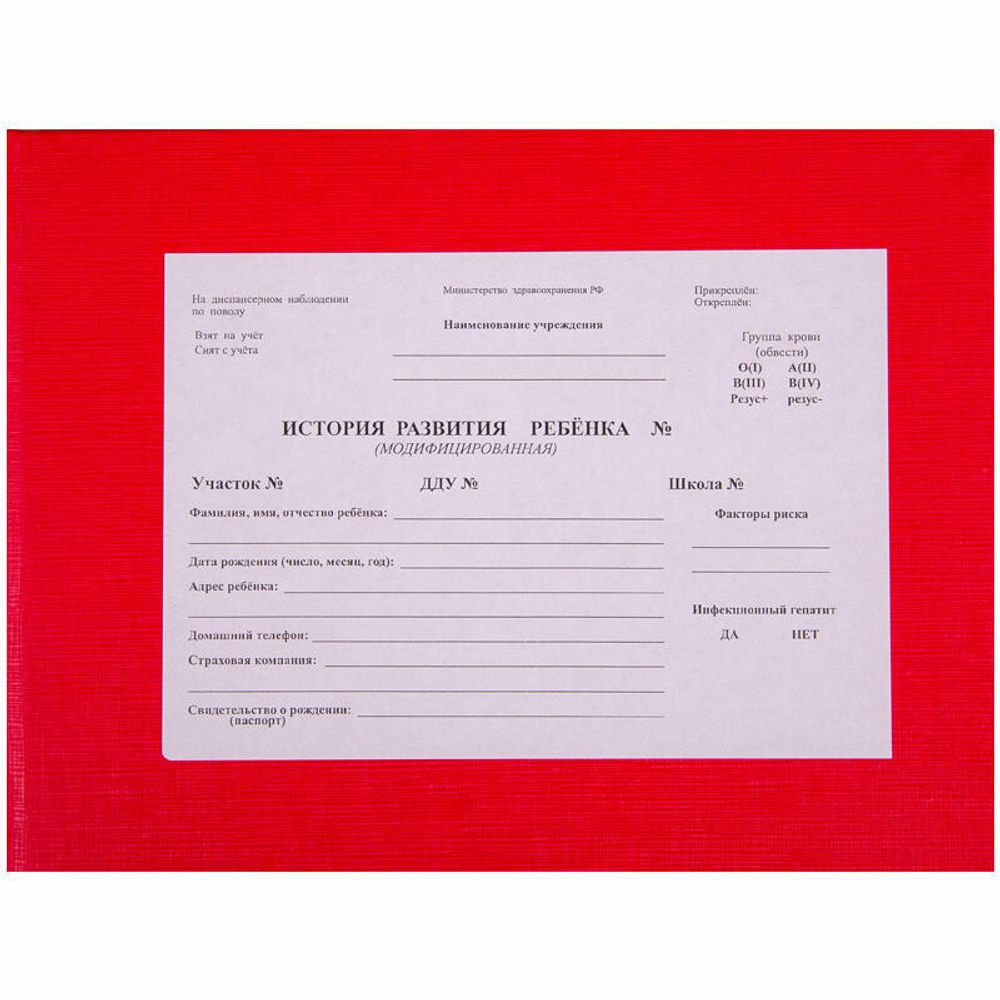 На диспансерном наблюдении
по поводу
Взят на учёт
Снят с учёта
Министерство здравоохранения РФ
Наименование учреждения
Прикреплён:
Откреплён:
Группа крови
(обвести)
O(I) A(II)
B(III) B(IV)
Резус+ резус-
ИСТОРИЯ РАЗВИТИЯ РЕБЁНКА №
(МОДИФИЦИРОВАННАЯ)
Участок № ДДУ № Школа №
Фамилия, имя, отчество ребёнка:
Дата рождения (число, месяц, год):
Адрес ребёнка:
Домашний телефон:
Страховая компания:
Свидетельство о рождении:
(паспорт)
Факторы риска
Инфекционный гепатит
ДА НЕТ